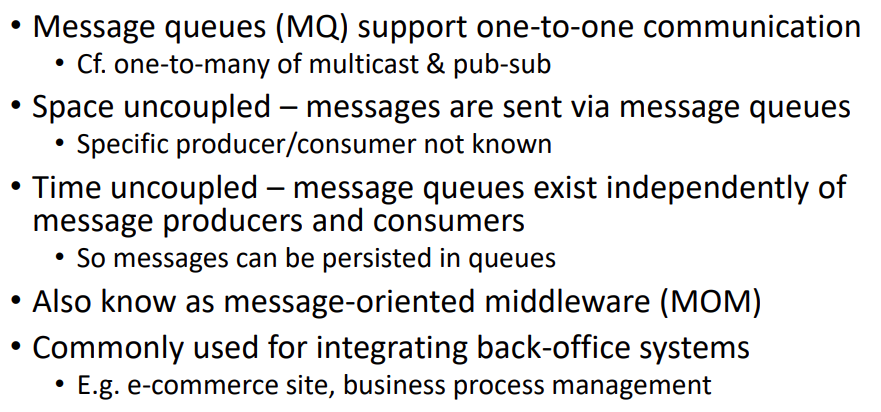 • Message queues (MQ) support one-to-one communication
• Cf. one-to-many of multicast & pub-sub
• Space uncoupled – messages are sent via message queues
• Specific producer/consumer not known
• Time uncoupled – message queues exist independently of
message producers and consumers
• So messages can be persisted in queues
• Also know as message-oriented middleware (MOM)
• Commonly used for integrating back-office systems
• E.g. e-commerce site, business process management